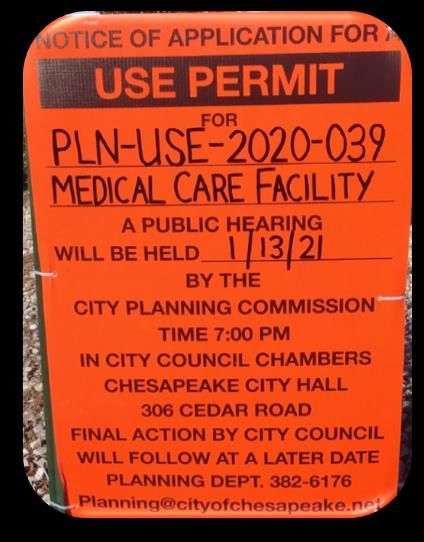 NOTICE OF APPLICATION FOR
USE PERMIT
FOR
PLN-USE-2020-039
MEDICAL CARE FACILITY
A PUBLIC HEARING
WILL BE HELD 1/13/21
BY THE
CITY PLANNING COMMISSION
TIME 7:00 PM
IN CITY COUNCIL CHAMBERS
CHESAPEAKE CITY HALL
306 CEDAR ROAD
FINAL ACTION BY CITY COUNCIL
WILL FOLLOW AT A LATER DATE
PLANNING DEPT. 382-6176
Planning@cityofchesapeake.net